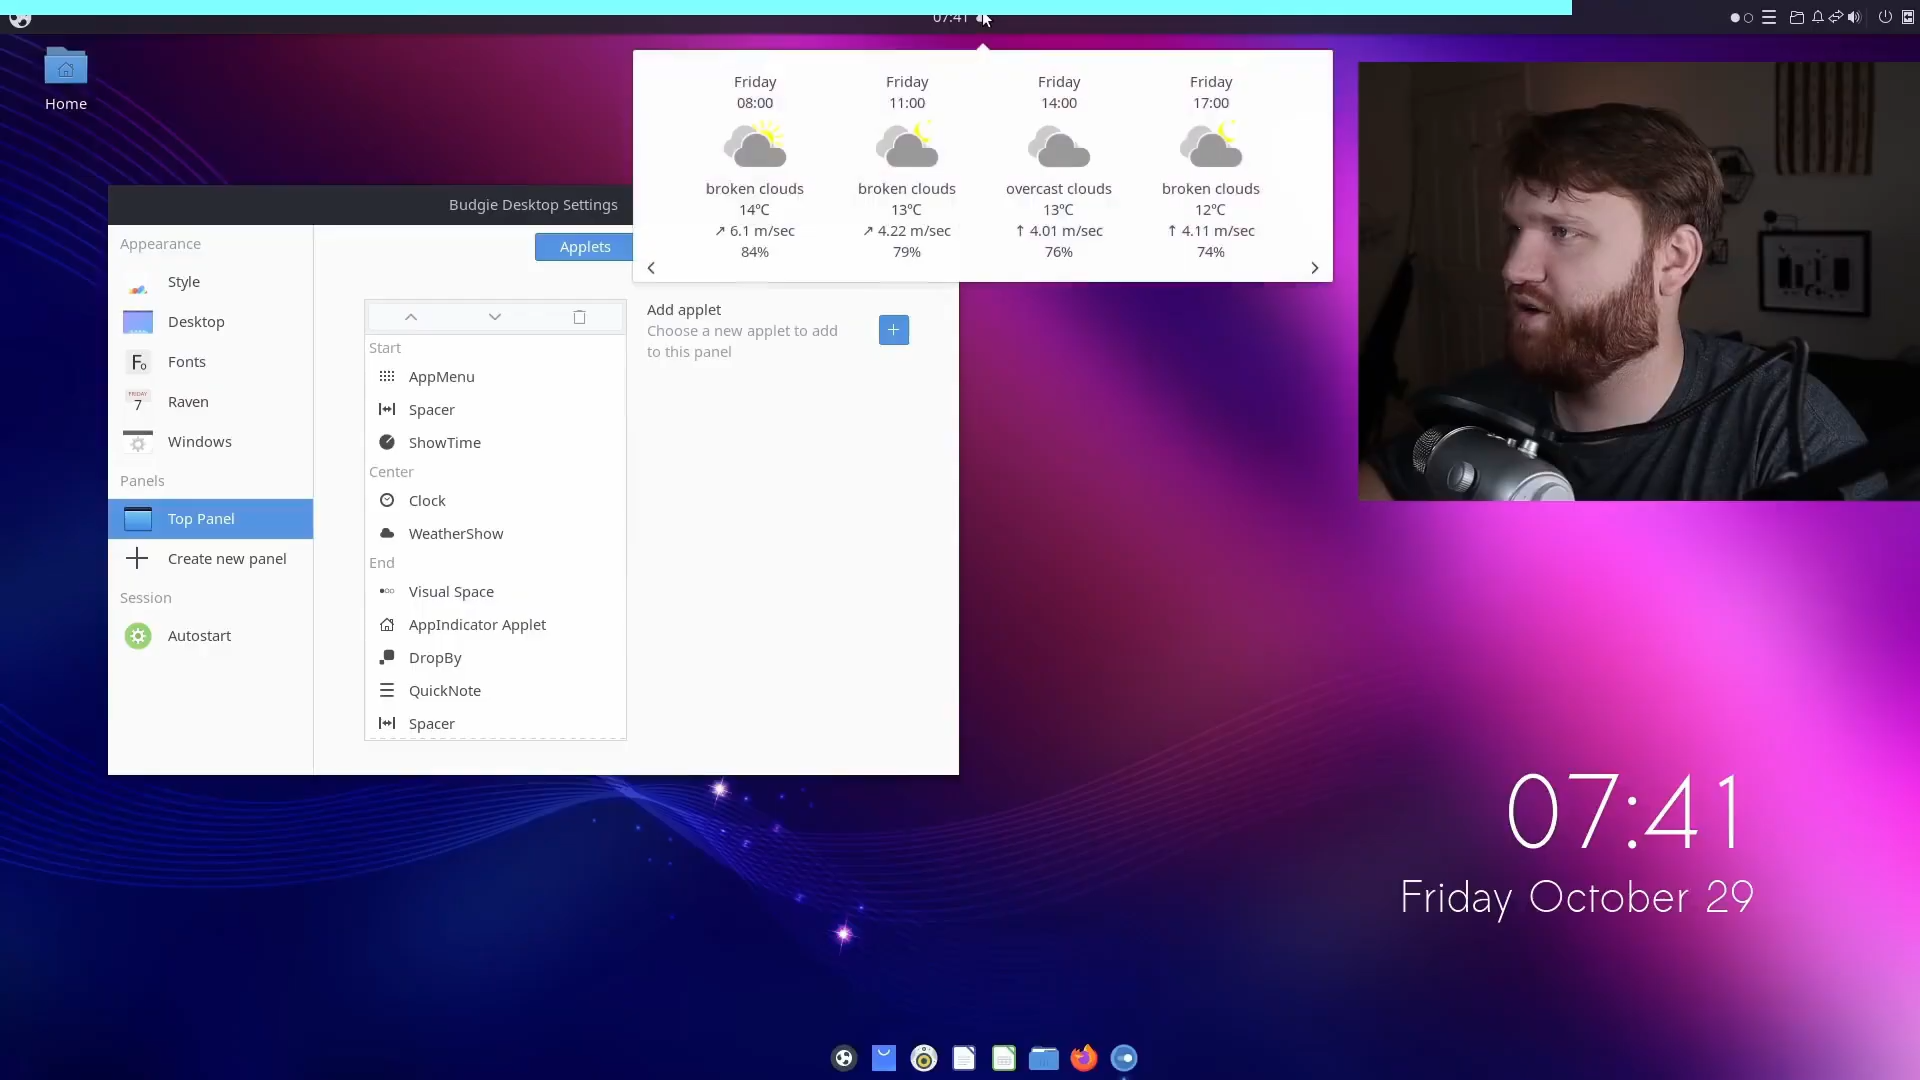 07:41
Home
Friday
08:00
broken clouds
14°C
↗ 6.1 m/sec
84%
Friday
11:00
broken clouds
13°C
↗ 4.22 m/sec
79%
Friday
14:00
overcast clouds
13°C
↑ 4.01 m/sec
76%
Friday
17:00
broken clouds
12°C
↑ 4.11 m/sec
74%
Budgie Desktop Settings
Appearance
Style
Desktop
Fonts
Raven
Windows
Panels
Top Panel
Create new panel
Session
Autostart
Applets
Start
AppMenu
Spacer
ShowTime
Center
Clock
WeatherShow
End
Visual Space
AppIndicator Applet
DropBy
QuickNote
Spacer
Add applet
Choose a new applet to add
to this panel
07:41
Friday October 29